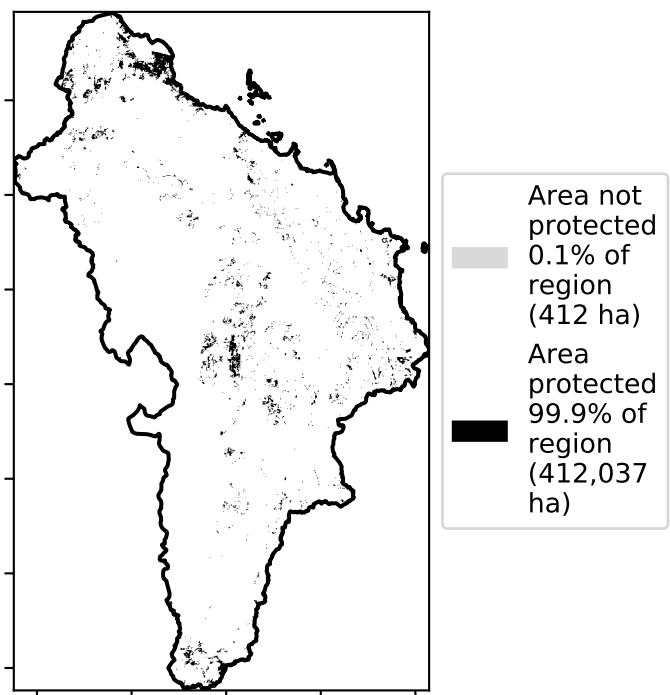 Area not
protected
0.1% of
region
(412 ha)
Area
protected
99.9% of
region
(412,037
ha)